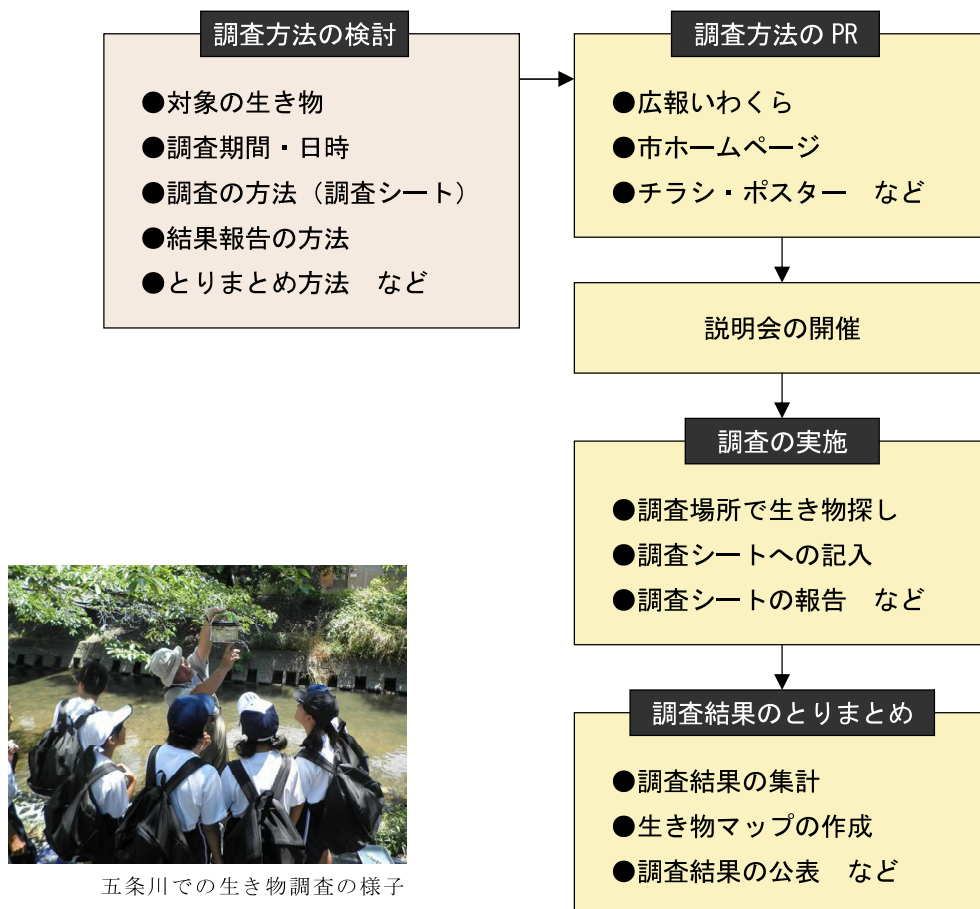 調査方法の検討
●対象の生き物
●調査期間・日時
●調査の方法（調査シート）
●結果報告の方法
●とりまとめ方法　など
調査方法の PR
●広報いわくら
●市ホームページ
●チラシ・ポスター　など
説明会の開催
調査の実施
●調査場所で生き物探し
●調査シートへの記入
●調査シートの報告　など
調査結果のとりまとめ
●調査結果の集計
●生き物マップの作成
●調査結果の公表　など
五条川での生き物調査の様子